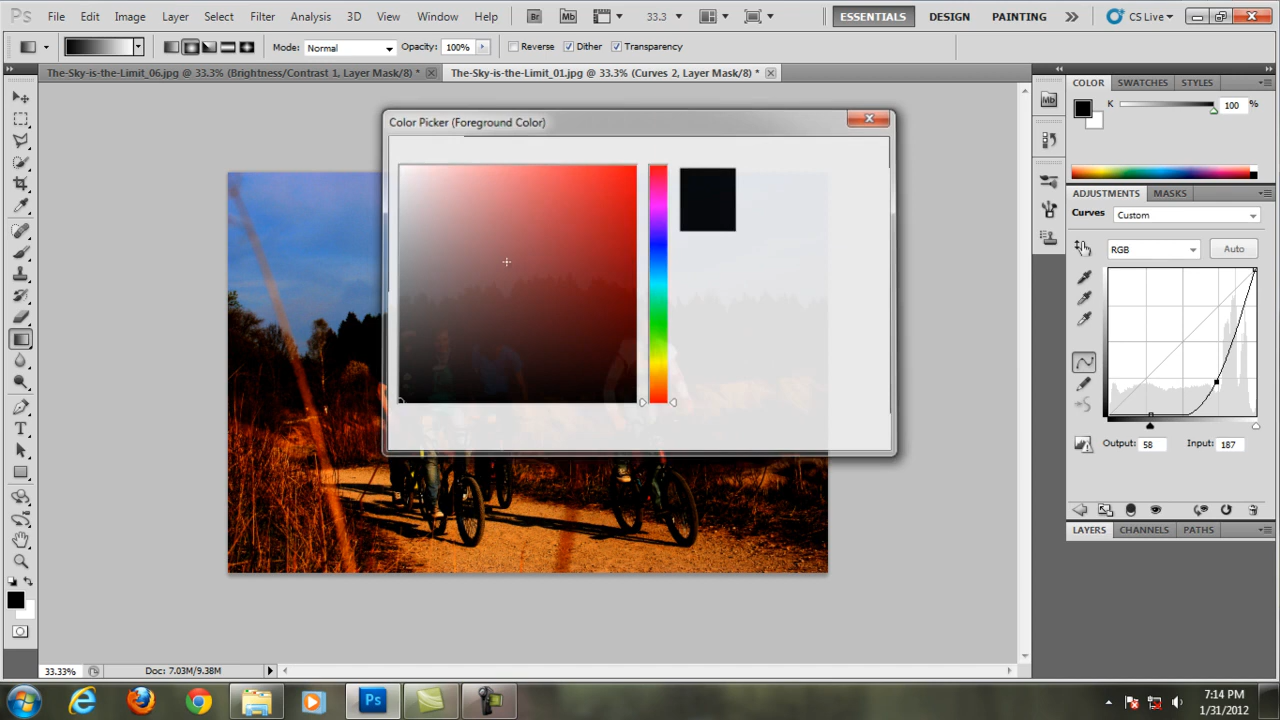 Ps File Edit Image Layer Select Filter Analysis 3D View Window Help Br Mb 33.3 ESSENTIALS DESIGN PAINTING CS Live
Mode: Normal Opacity: 100% Reverse Dither Transparency
The-Sky-is-the-Limit_06.jpg @ 33.3% (Brightness/Contrast 1, Layer Mask/8) * The-Sky-is-the-Limit_01.jpg @ 33.3% (Curves 2, Layer Mask/8) *
Color Picker (Foreground Color)
Mb
COLOR SWATCHES STYLES
K 100 %
ADJUSTMENTS MASKS
Curves Custom
RGB Auto
Output: 58 Input: 187
LAYERS CHANNELS PATHS
T
33.33% Doc: 7.03M/9.38M
Ps
7:14 PM
1/31/2012